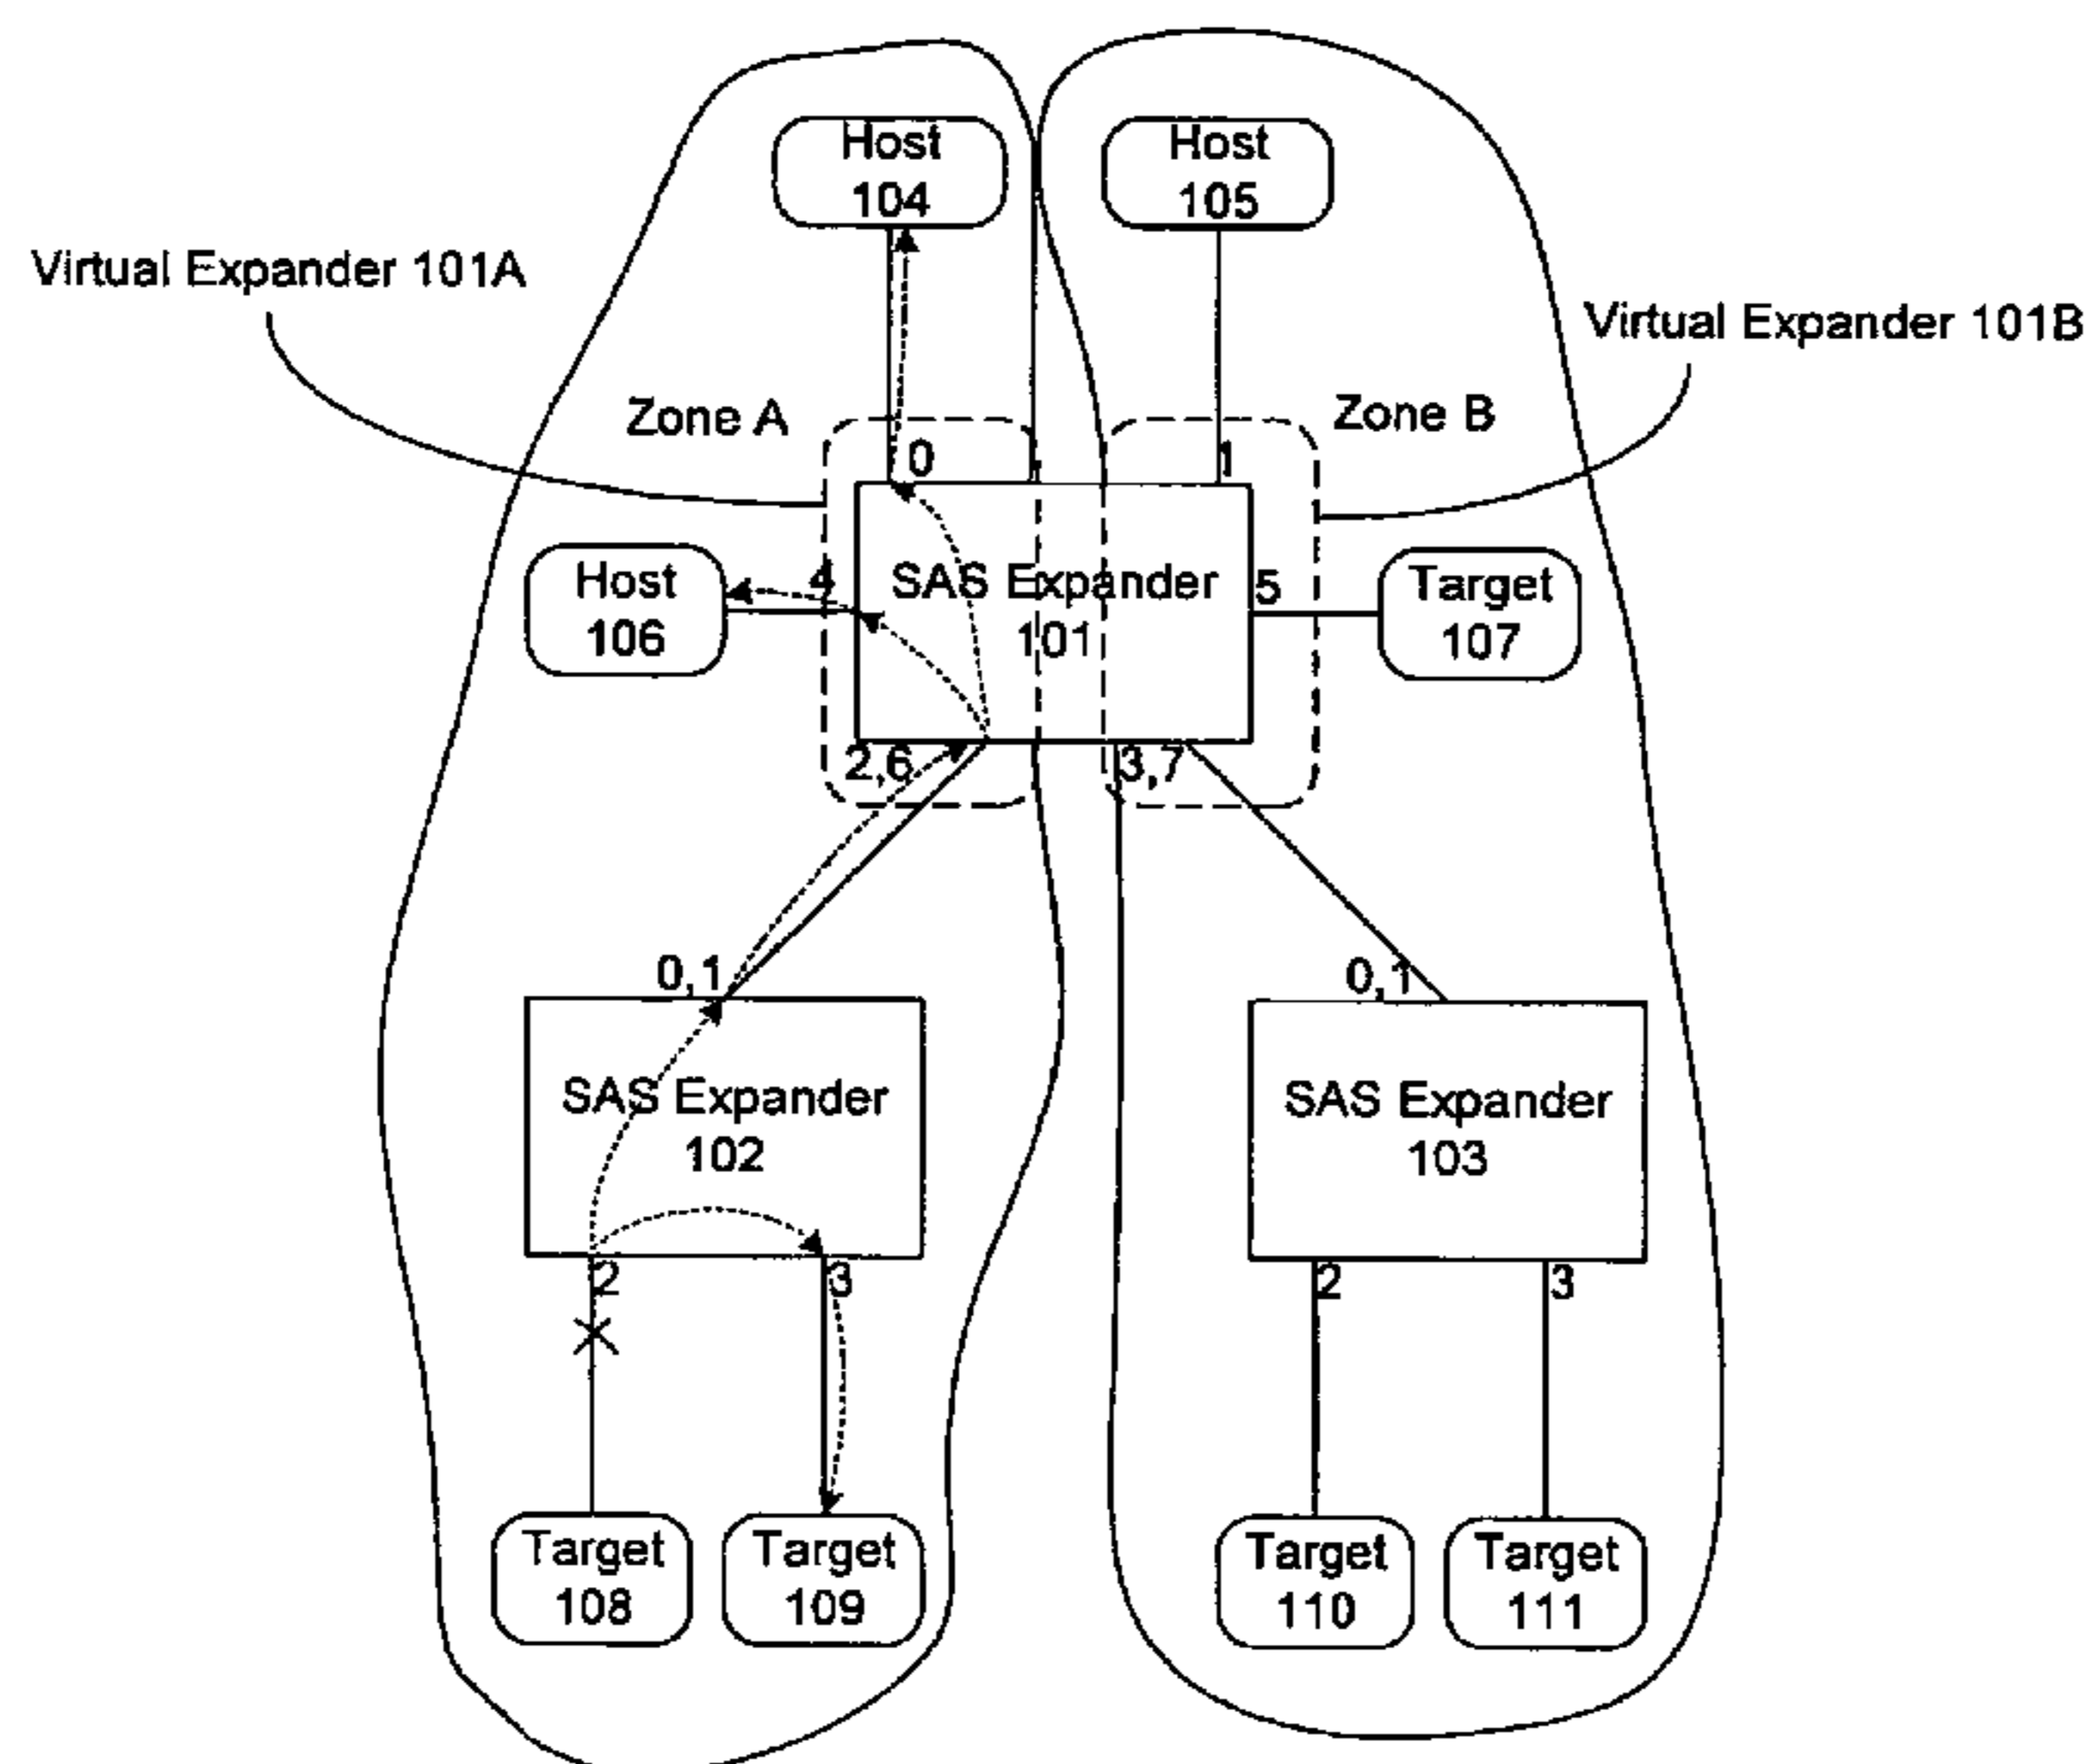 Host
104
Host
105
Virtual Expander 101A
Virtual Expander 101B
Zone A
Zone B
0
1
Host
106
4
SAS Expander
101
5
Target
107
2,6
3,7
0,1
0,1
SAS Expander
102
SAS Expander
103
2
3
2
3
Target
108
Target
109
Target
110
Target
111